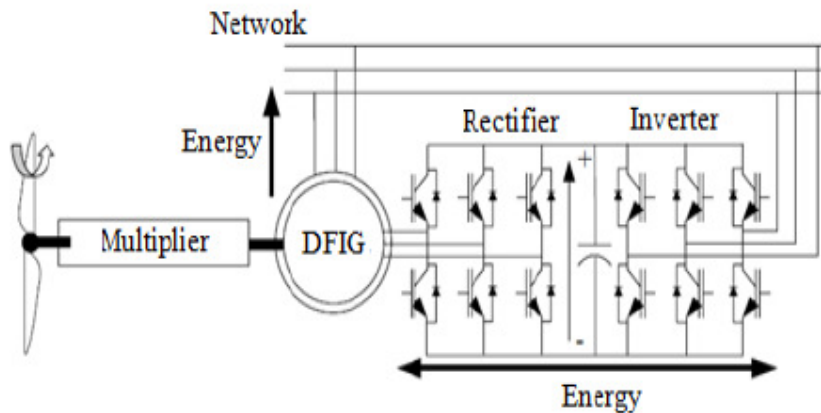 Network
Energy
Rectifier
Inverter
+
Multiplier
DFIG
-
Energy